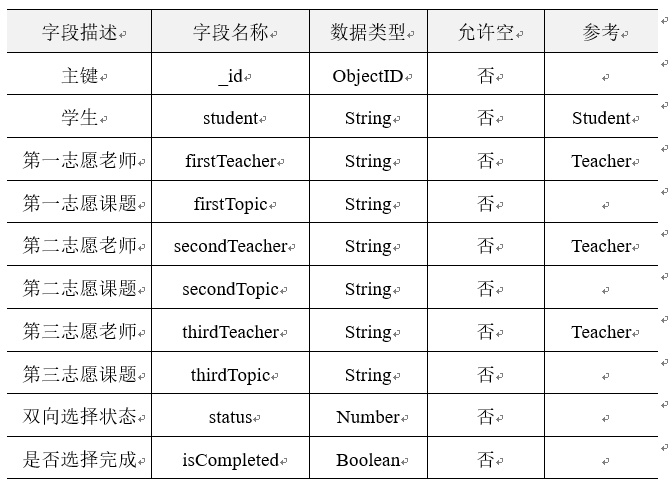 字段描述 字段名称 数据类型 允许空 参考
主键 _id ObjectID 否
学生 student String 否 Student
第一志愿老师 firstTeacher String 否 Teacher
第一志愿课题 firstTopic String 否
第二志愿老师 secondTeacher String 否 Teacher
第二志愿课题 secondTopic String 否
第三志愿老师 thirdTeacher String 否 Teacher
第三志愿课题 thirdTopic String 否
双向选择状态 status Number 否
是否选择完成 isCompleted Boolean 否